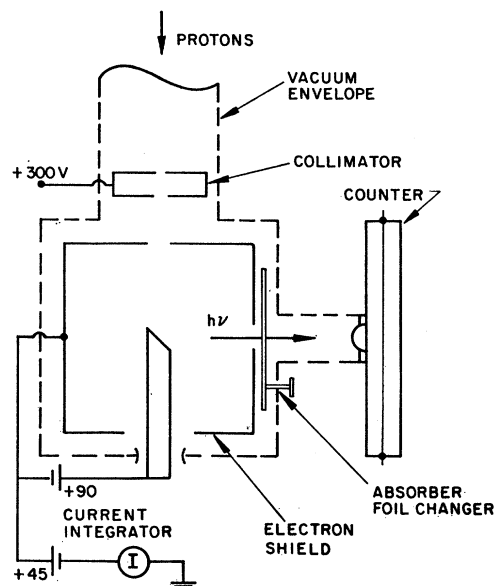 PROTONS
VACUUM
ENVELOPE
COLLIMATOR
+300V
COUNTER
hν
ABSORBER
FOIL CHANGER
+90
CURRENT
INTEGRATOR
ELECTRON
SHIELD
+45
I